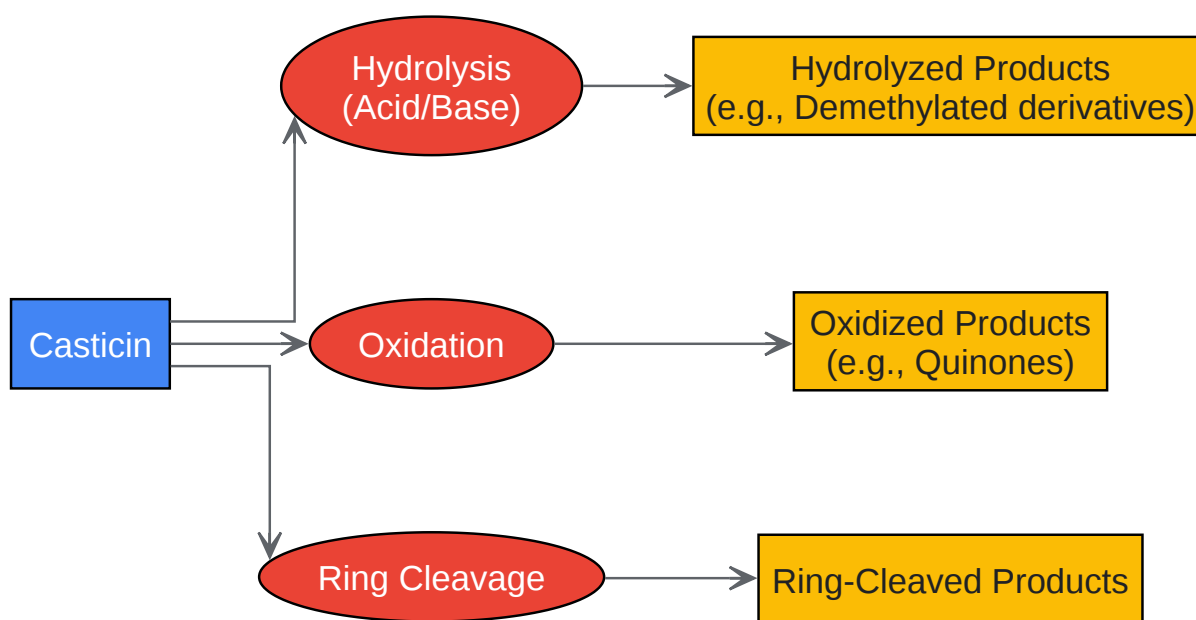 Hydrolysis
(Acid/Base)
Hydrolyzed Products
(e.g., Demethylated derivatives)
Casticin
Oxidation
Oxidized Products
(e.g., Quinones)
Ring Cleavage
Ring-Cleaved Products